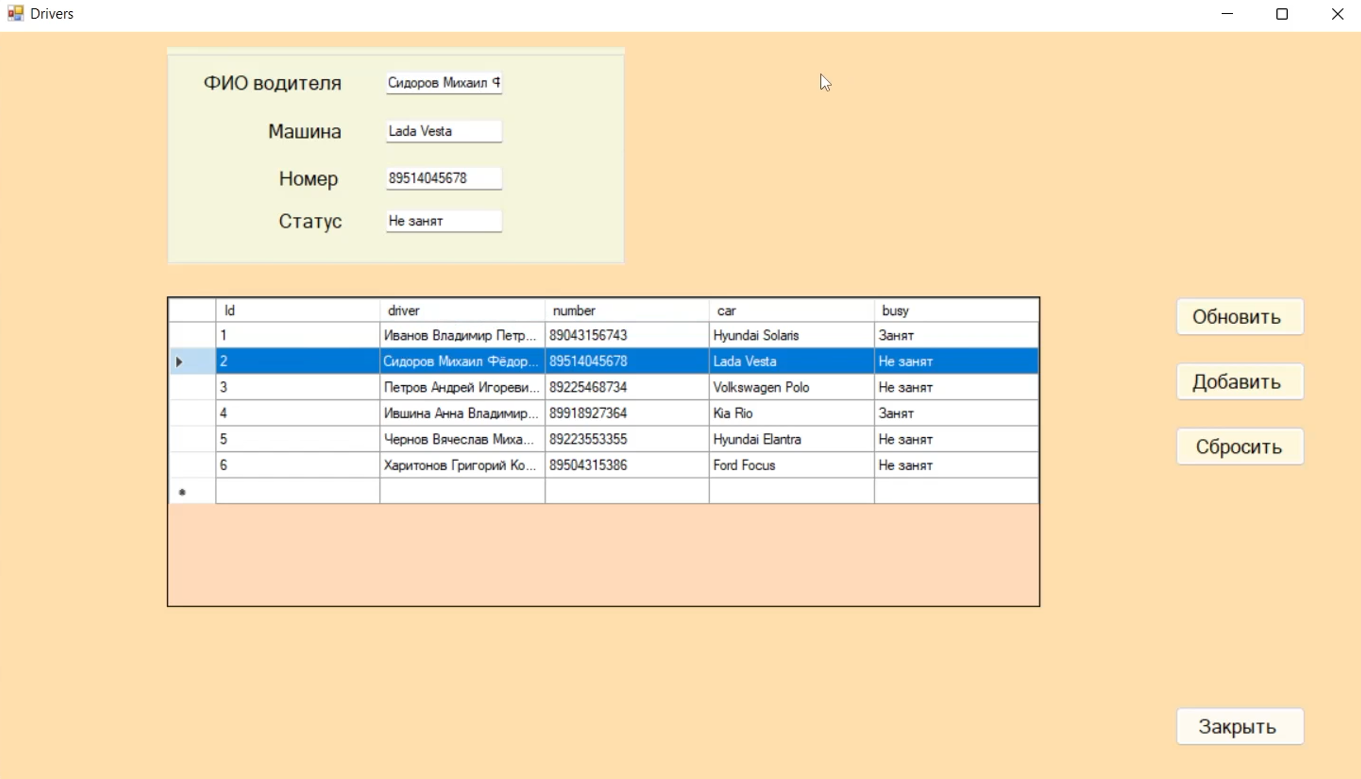 Drivers
ФИО водителя Сидоров Михаил
Машина Lada Vesta
Номер 89514045678
Статус Не занят
Id driver number car busy
1 Иванов Владимир Петр... 89043156743 Hyundai Solaris Занят
2 Сидоров Михаил Фёдор... 89514045678 Lada Vesta Не занят
3 Петров Андрей Игореви... 89225468734 Volkswagen Polo Не занят
4 Ившина Анна Владимир... 89918927364 Kia Rio Занят
5 Чернов Вячеслав Миха... 89223553355 Hyundai Elantra Не занят
6 Харитонов Григорий Ко... 89504315386 Ford Focus Не занят
Обновить
Добавить
Сбросить
Закрыть